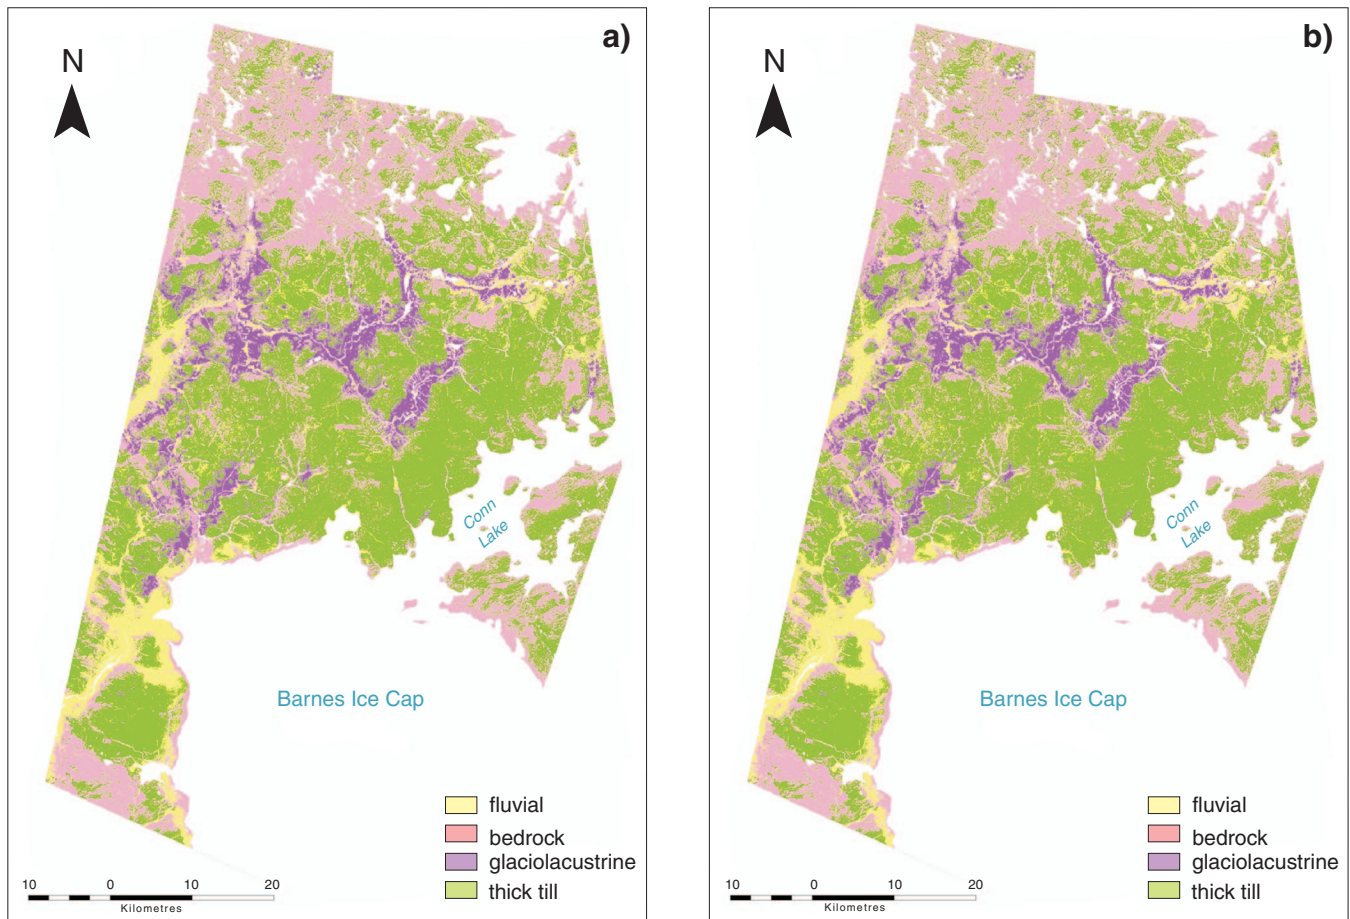 a)
N
Conn
Lake
Barnes Ice Cap
fluvial
bedrock
glaciolacustrine
thick till
10 0 10 20
Kilometres
b)
N
Conn
Lake
Barnes Ice Cap
fluvial
bedrock
glaciolacustrine
thick till
10 0 10 20
Kilometres